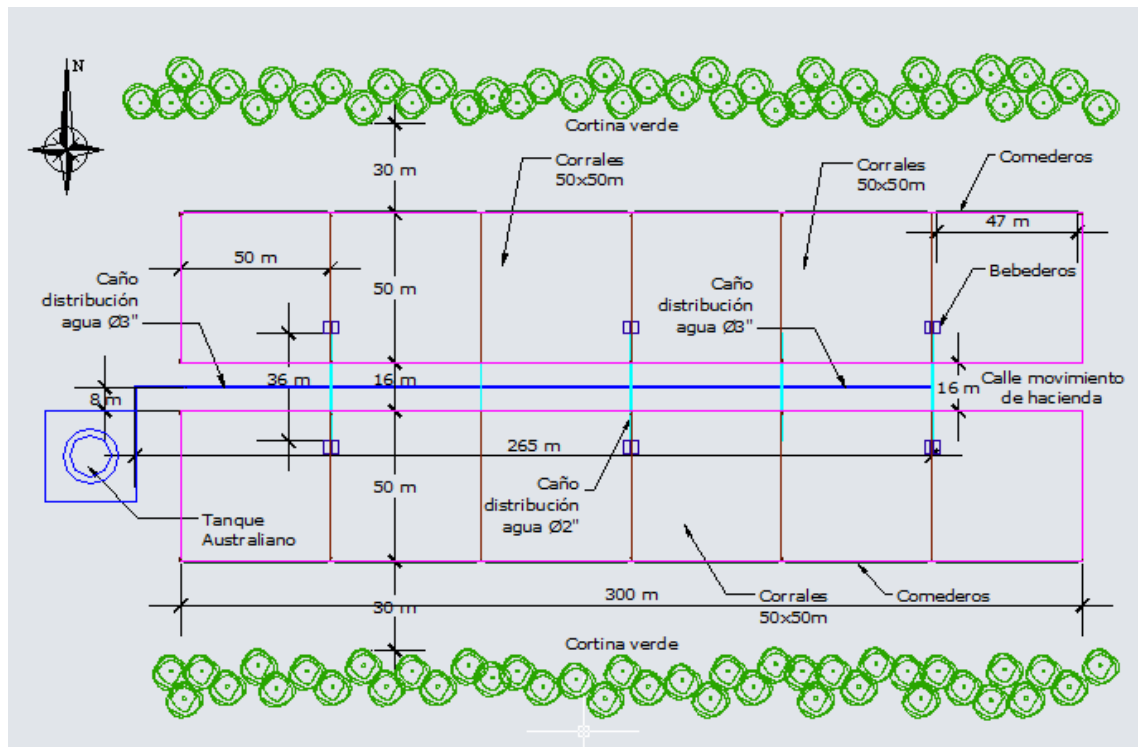 N
Cortina verde
Corrales
50x50m
Corrales
50x50m
Comederos
30 m
47 m
50 m
Bebederos
Caño
distribución
agua Ø3"
50 m
Caño
distribución
agua Ø3"
36 m
16 m
16 m
Calle movimiento
de hacienda
8 m
265 m
50 m
Caño
distribución
agua Ø2"
Tanque
Australiano
300 m
Corrales
50x50m
Comederos
30 m
Cortina verde